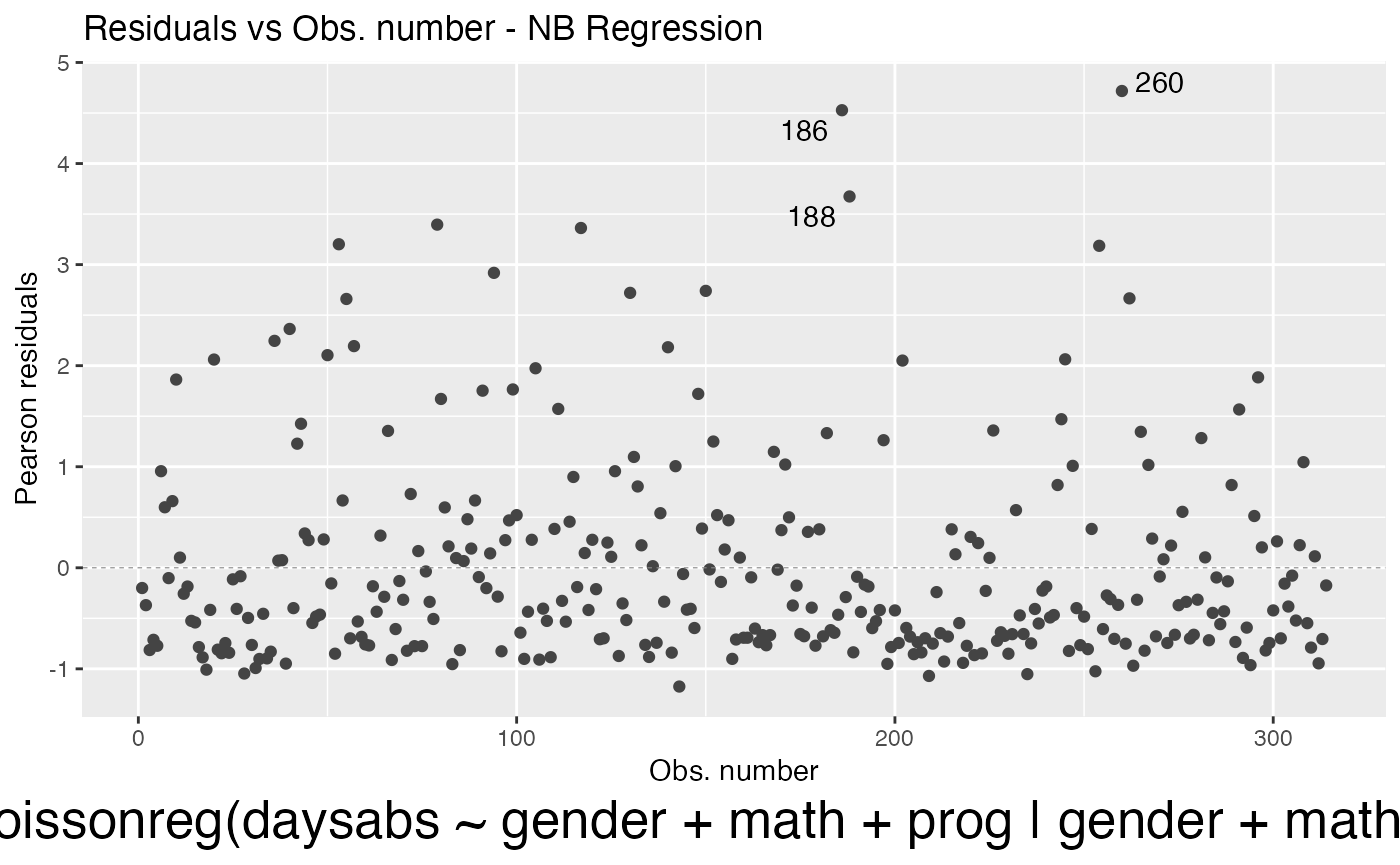 Residuals vs Obs. number - NB Regression
5
260
186
4
188
3
2
1
0
-1
Pearson residuals
0 100 200 300
Obs. number
oissonreg(daysabs ~ gender + math + prog | gender + math